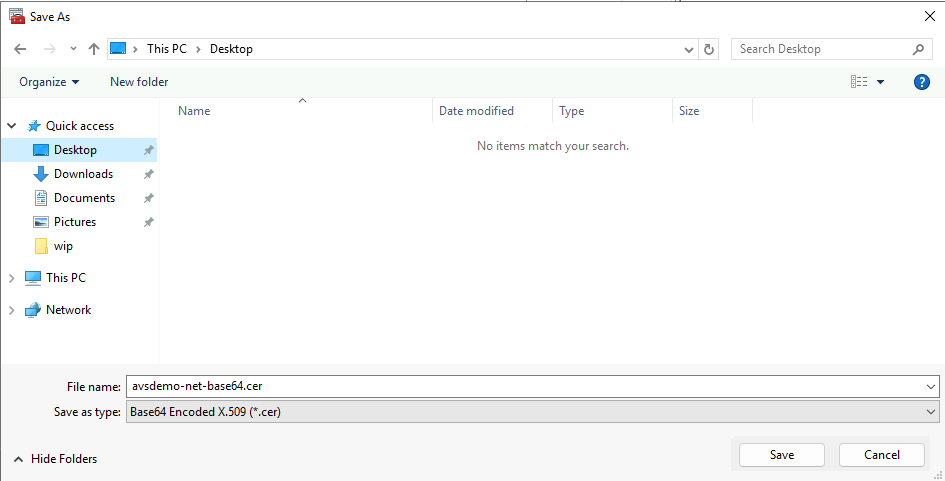 Save As
This PC Desktop
Search Desktop
Organize New folder
Name Date modified Type Size
Quick access
No items match your search.
Desktop
Downloads
Documents
Pictures
wip
This PC
Network
File name: avsdemo-net-base64.cer
Save as type: Base64 Encoded X.509 (*.cer)
Hide Folders Save Cancel